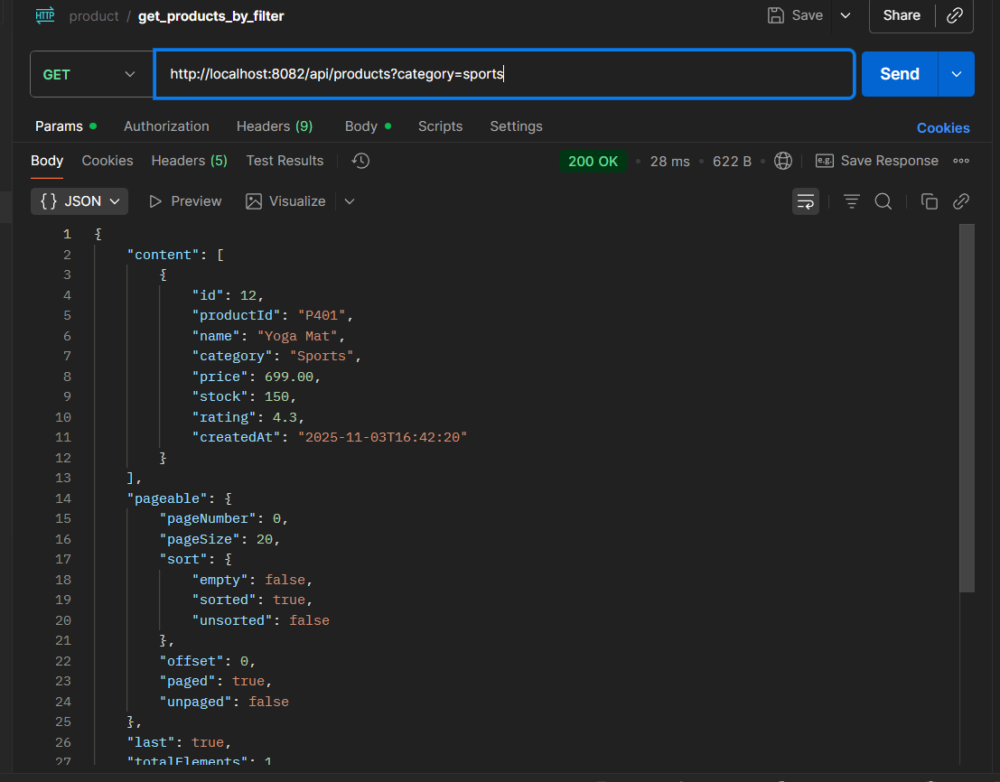 HTTP product / get_products_by_filter Save Share
GET http://localhost:8082/api/products?category=sports Send
Params Authorization Headers (9) Body Scripts Settings Cookies
Body Cookies Headers (5) Test Results 200 OK • 28 ms • 622 B • e.g. Save Response
{} JSON Preview Visualize
1 {
2 "content": [
3 {
4 "id": 12,
5 "productId": "P401",
6 "name": "Yoga Mat",
7 "category": "Sports",
8 "price": 699.00,
9 "stock": 150,
10 "rating": 4.3,
11 "createdAt": "2025-11-03T16:42:20"
12 }
13 ],
14 "pageable": {
15 "pageNumber": 0,
16 "pageSize": 20,
17 "sort": {
18 "empty": false,
19 "sorted": true,
20 "unsorted": false
21 },
22 "offset": 0,
23 "paged": true,
24 "unpaged": false
25 },
26 "last": true,
27 "totalElements": 1